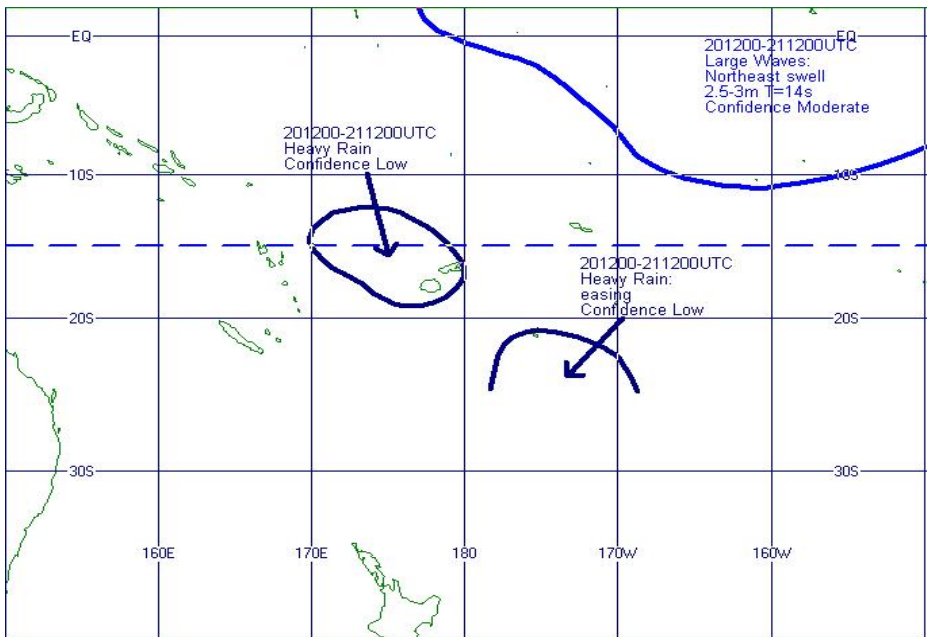 EQ
EQ
201200-211200UTC
Large Waves:
Northeast swell
2.5-3m T=14s
Confidence Moderate
201200-211200UTC
Heavy Rain
Confidence Low
10S
10S
201200-211200UTC
Heavy Rain:
easing
Confidence Low
20S
20S
30S
30S
160E
170E
180
170W
160W